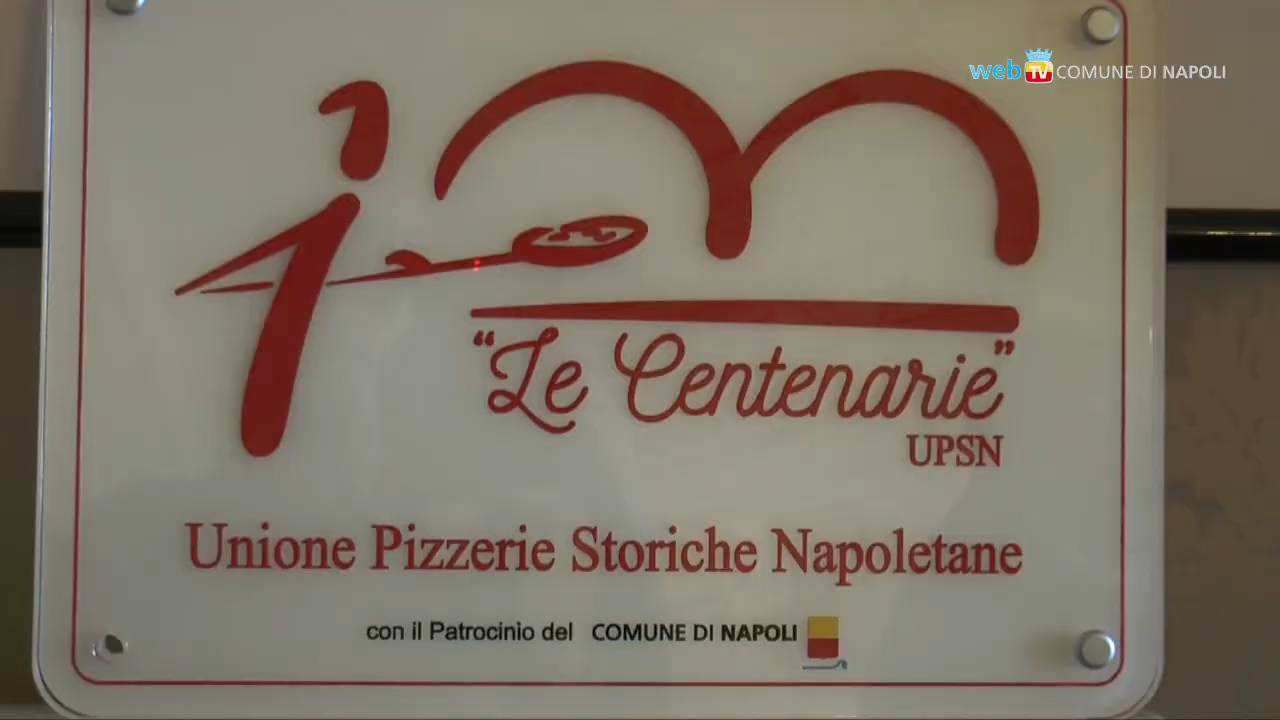 web TV COMUNE DI NAPOLI
"Le Centenarie"
UPSN
Unione Pizzerie Storiche Napoletane
con il Patrocinio del COMUNE DI NAPOLI